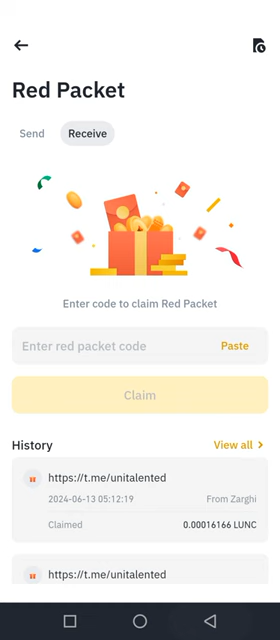 Red Packet
Send
Receive
Enter code to claim Red Packet
Enter red packet code
Paste
Claim
History
View all
https://t.me/unitalented
2024-06-13 05:12:19
From Zarghi
Claimed
0.00016166 LUNC
https://t.me/unitalented